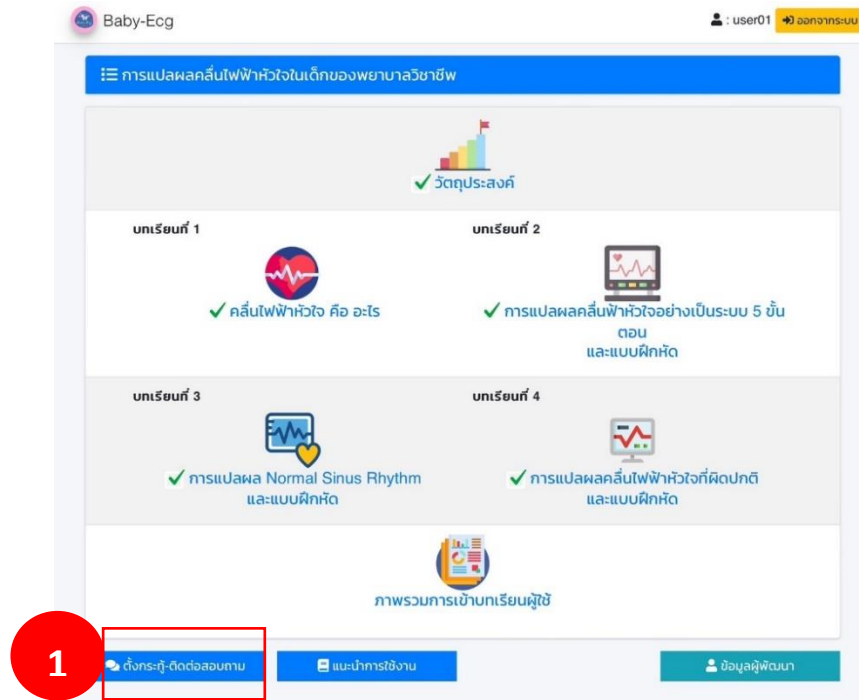 Baby-Ecg
: user01
ออกจากระบบ
การแปลผลคลื่นไฟฟ้าหัวใจในเด็กของพยาบาลวิชาชีพ
วัตถุประสงค์
บทเรียนที่ 1
บทเรียนที่ 2
คลื่นไฟฟ้าหัวใจ คือ อะไร
การแปลผลคลื่นฟ้าหัวใจอย่างเป็นระบบ 5 ขั้น
ตอน
และแบบฝึกหัด
บทเรียนที่ 3
บทเรียนที่ 4
การแปลผล Normal Sinus Rhythm
และแบบฝึกหัด
การแปลผลคลื่นไฟฟ้าหัวใจที่ผิดปกติ
และแบบฝึกหัด
ภาพรวมการเข้าบทเรียนผู้ใช้
1
ตั้งกระทู้-ติดต่อสอบถาม
แนะนำการใช้งาน
ข้อมูลผู้พัฒนา